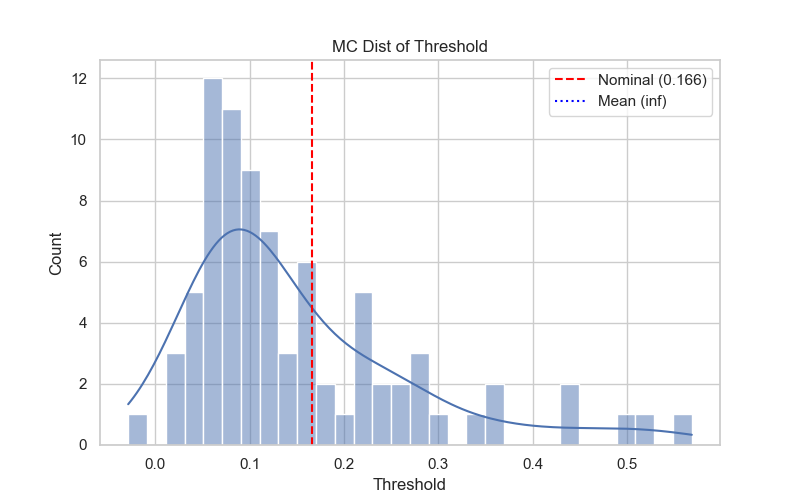 MC Dist of Threshold
Nominal (0.166)
Mean (inf)
12
10
8
6
4
2
0
Count
0.0 0.1 0.2 0.3 0.4 0.5
Threshold